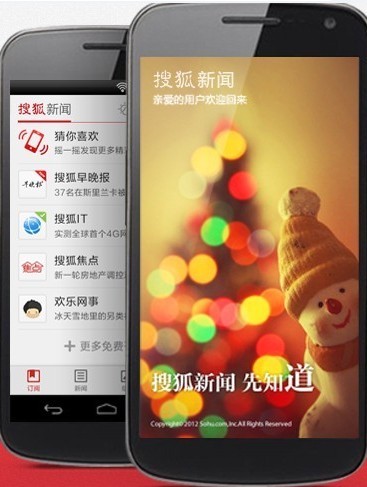 搜狐新闻
亲爱的用户欢迎回来
搜狐新闻 先知道
Copyright© 2012 Sohu.com,Inc.All Rights Reserved
搜狐新闻
猜你喜欢
摇一摇发现更多精
搜狐早晚报
37名在斯里兰卡被
搜狐IT
实测全球首个4G网
焦点
搜狐焦点
新一轮房地产调控
欢乐网事
冰天雪地里的另类
+ 更多免费
订阅
新闻